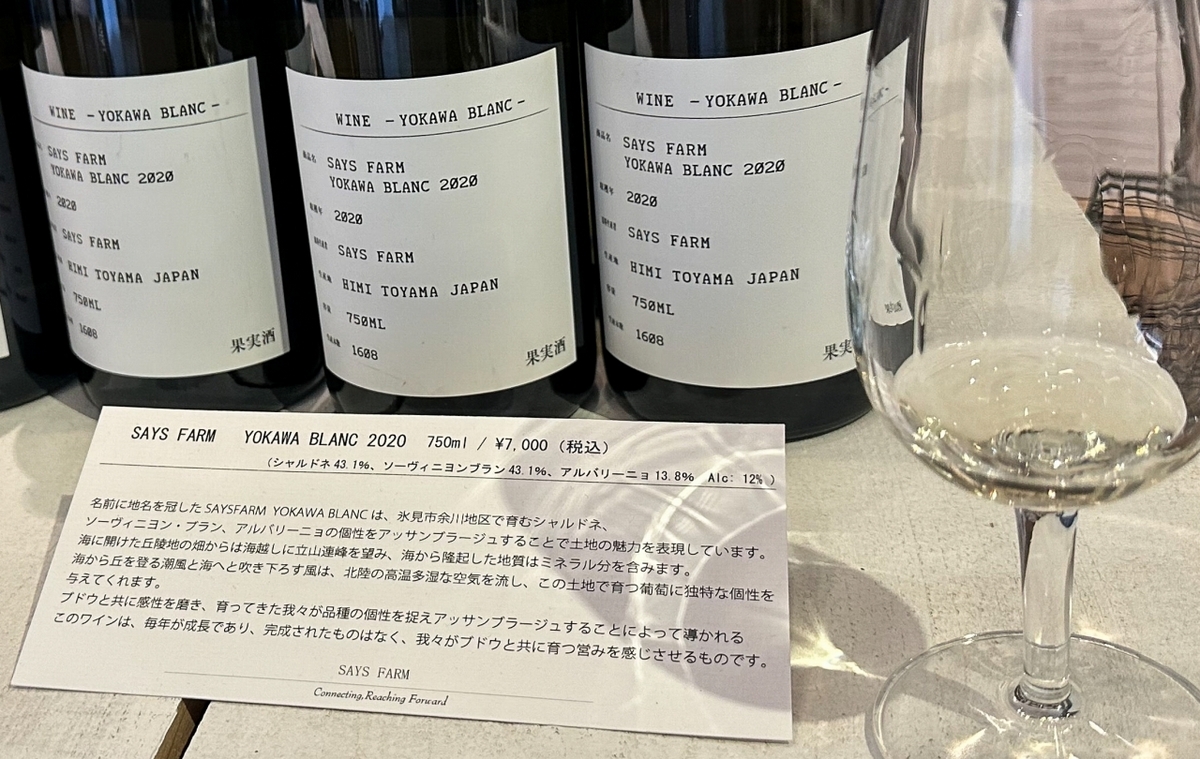 WINE -YOKAWA BLANC-
SAYS FARM
YOKAWA BLANC 2020
2020
SAYS FARM
HIMI TOYAMA JAPAN
750ML
1608
果実酒
WINE -YOKAWA BLANC-
商品名
SAYS FARM
YOKAWA BLANC 2020
2020
SAYS FARM
HIMI TOYAMA JAPAN
750ML
1608
果実酒
WINE -YOKAWA BLANC-
商品名
SAYS FARM
YOKAWA BLANC 2020
2020
SAYS FARM
HIMI TOYAMA JAPAN
750ML
1608
果実
SAYS FARM YOKAWA BLANC 2020 750ml / ¥7,000（税込）
（シャルドネ 43.1%、ソーヴィニヨンブラン 43.1%、アルバリーニョ 13.8% Alc: 12%）
名前に地名を冠した SAYSFARM YOKAWA BLANC は、氷見市余川地区で育むシャルドネ、
ソーヴィニヨン・ブラン、アルバリーニョの個性をアッサンブラージュすることで土地の魅力を表現しています。
海に開けた丘陵地の畑からは海越しに立山連峰を望み、海から隆起した地質はミネラル分を含みます。
海から丘を登る潮風と海へと吹き下ろす風は、北陸の高温多湿な空気を流し、この土地で育つ葡萄に独特な個性を
与えてくれます。
ブドウと共に感性を磨き、育ってきた我々が品種の個性を捉えアッサンブラージュすることによって導かれる
このワインは、毎年が成長であり、完成されたものはなく、我々がブドウと共に育つ営みを感じさせるものです。
SAYS FARM
Connecting,Reaching Forward